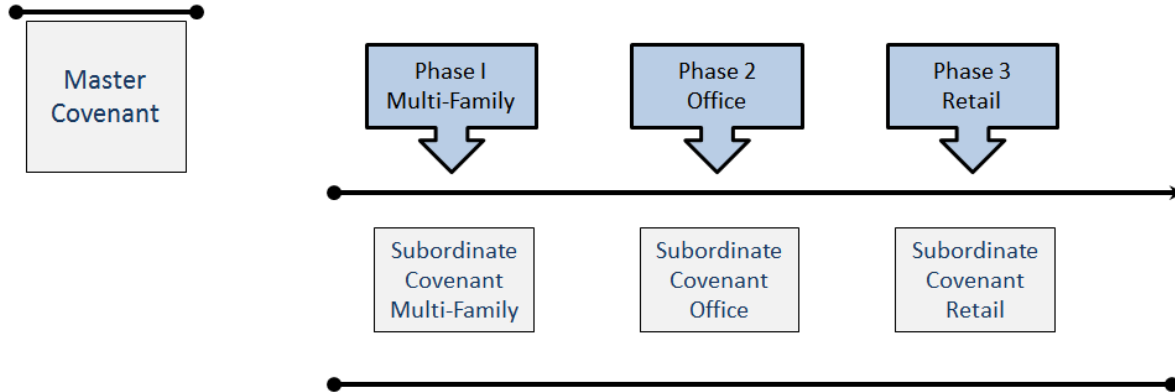 Master
Covenant
Phase I
Multi-Family
Phase 2
Office
Phase 3
Retail
Subordinate
Covenant
Multi-Family
Subordinate
Covenant
Office
Subordinate
Covenant
Retail